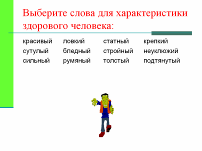 Выберите слова для характеристики
здорового человека:
красивый ловкий статный крепкий
сутулый бледный стройный неуклюжий
сильный румяный толстый подтянутый